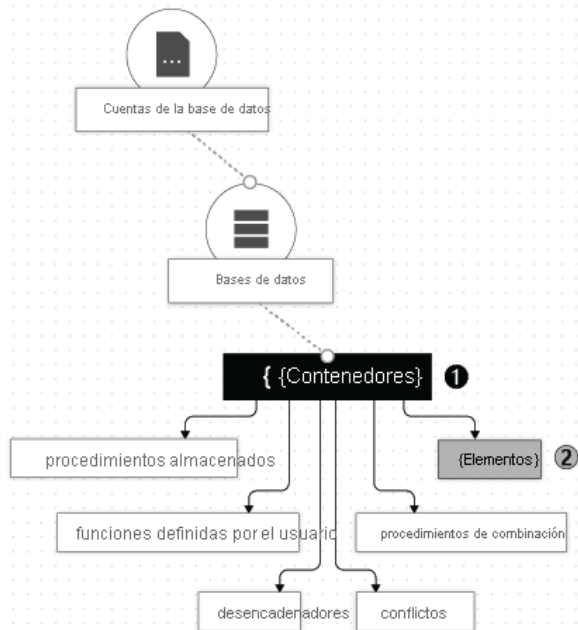 ...
Cuentas de la base de datos
Bases de datos
{ {Contenedores} 1
procedimientos almacenados
{Elementos} 2
funciones definidas por el usuario
procedimientos de combinación
desencadenadores
conflictos